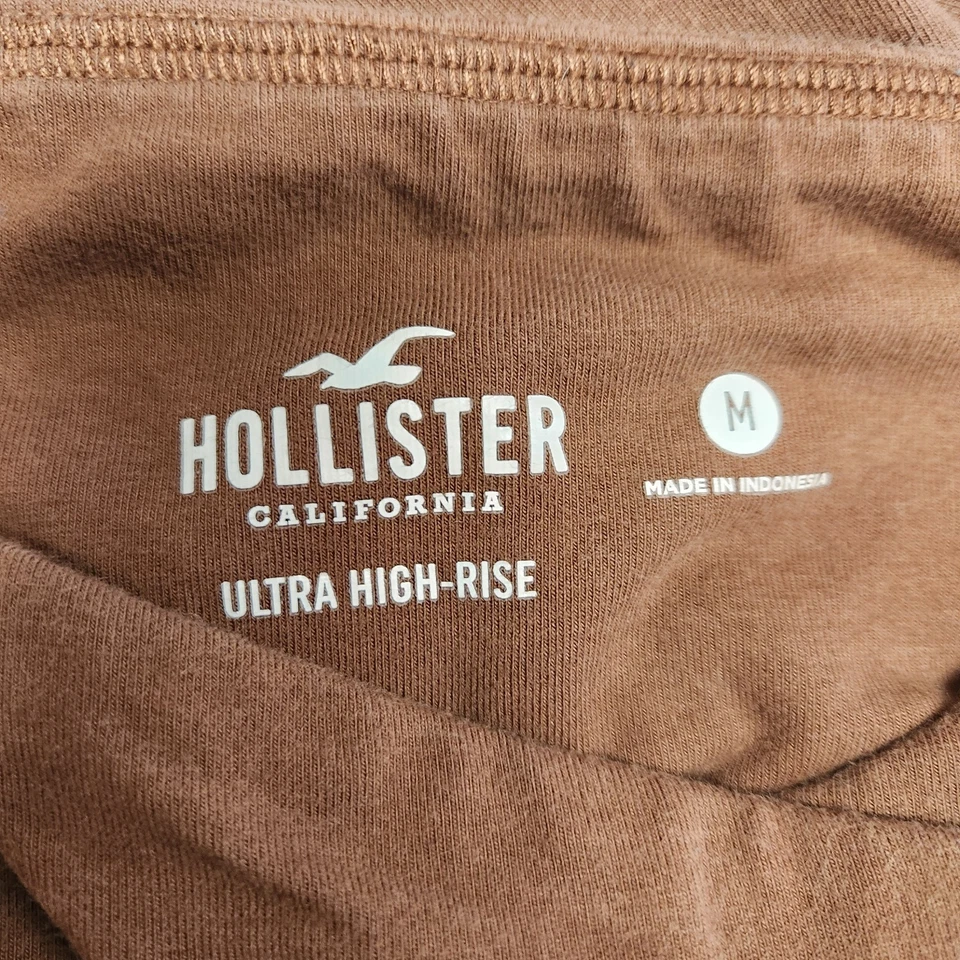 HOLLISTER
CALIFORNIA
ULTRA HIGH-RISE
M
MADE IN INDONESIA